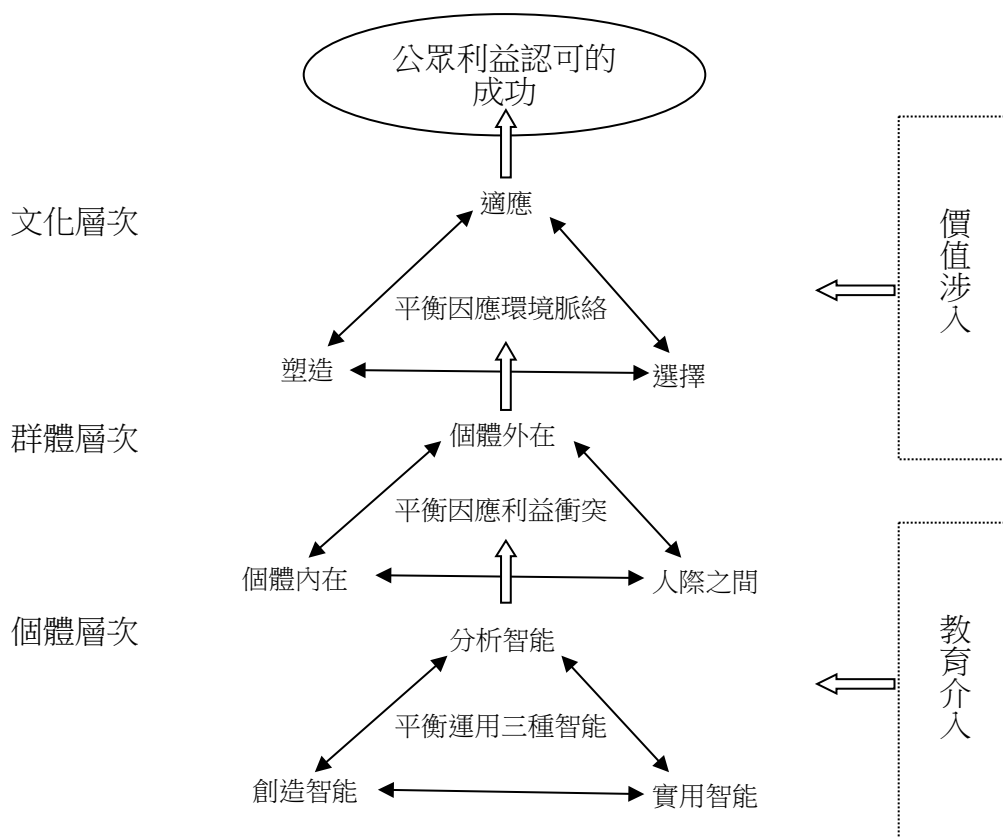 公眾利益認可的
成功
適應
文化層次
平衡因應環境脈絡
塑造
選擇
價值涉入
群體層次
個體外在
平衡因應利益衝突
個體內在
人際之間
個體層次
分析智能
平衡運用三種智能
創造智能
實用智能
教育介入